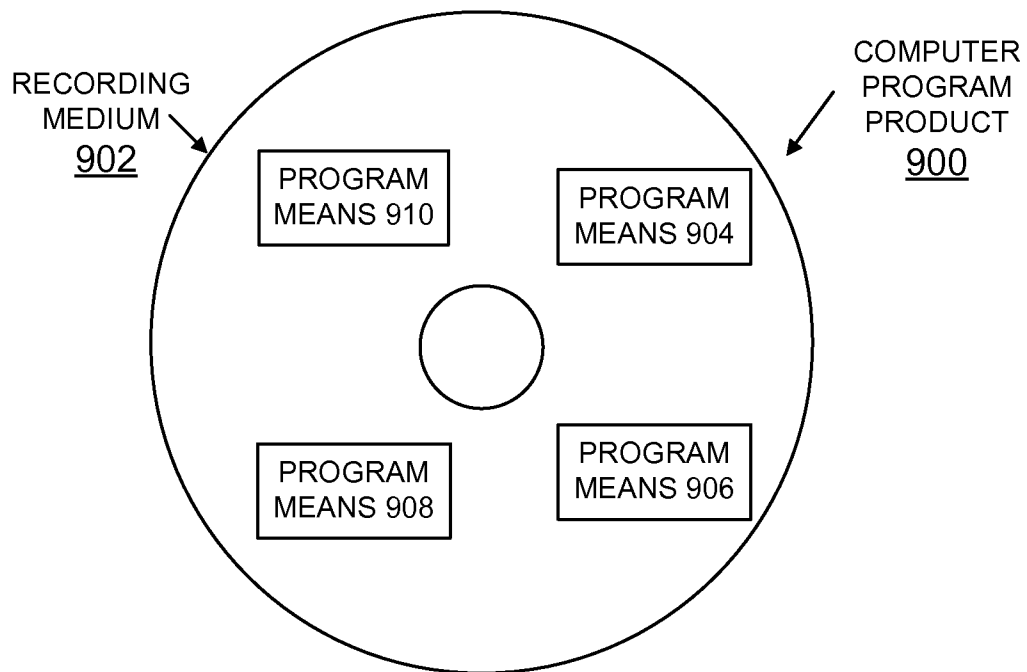 RECORDING
MEDIUM
902
COMPUTER
PROGRAM
PRODUCT
900
PROGRAM
MEANS 910
PROGRAM
MEANS 904
PROGRAM
MEANS 908
PROGRAM
MEANS 906